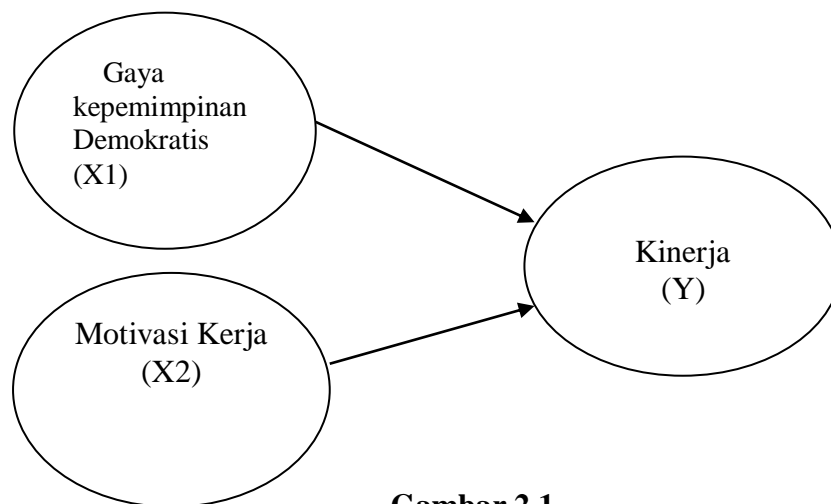 Gaya
kepemimpinan
Demokratis
(X1)
Kinerja
(Y)
Motivasi Kerja
(X2)
Gambar 2.1